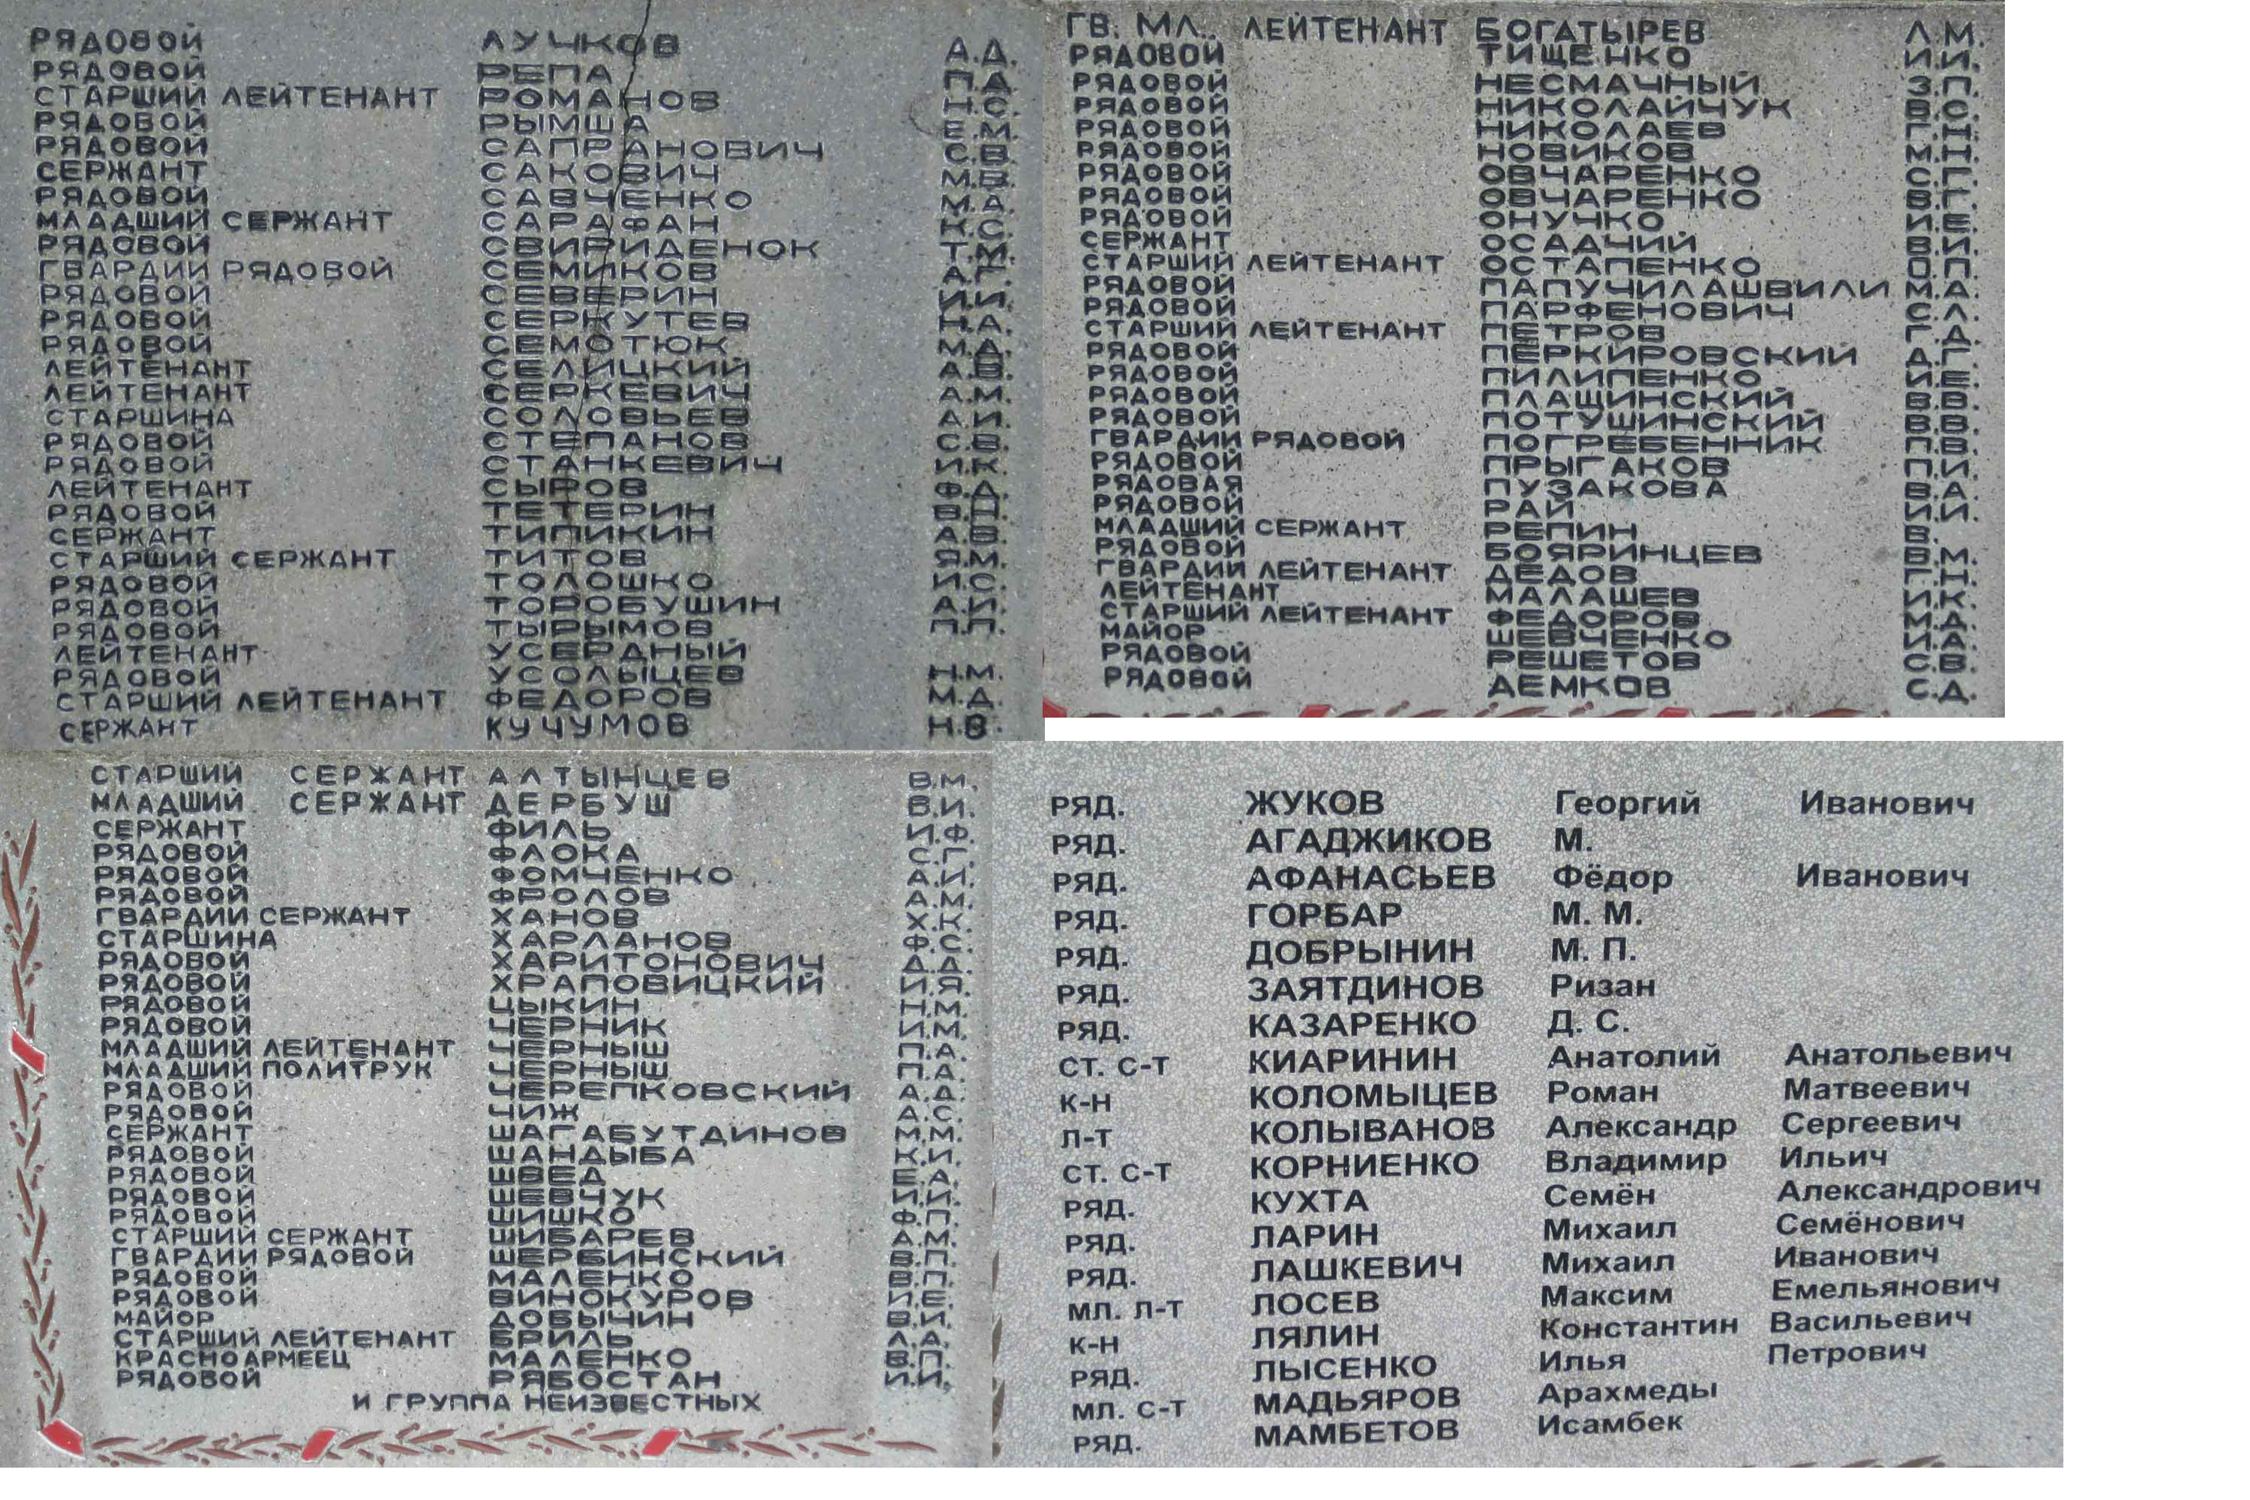 РЯДОВОЙ ЛУЧКОВ А.Д.
РЯДОВОЙ РЕПА П.А.
СТАРШИЙ ЛЕЙТЕНАНТ РОМАНОВ Н.С.
РЯДОВОЙ РЫМША Е.М.
РЯДОВОЙ САПРАНОВИЧ С.В.
СЕРЖАНТ САКОВИЧ М.В.
РЯДОВОЙ САВЧЕНКО М.А.
МЛАДШИЙ СЕРЖАНТ САРАФАН К.С.
РЯДОВОЙ СВИРИДЕНОК Т.М.
ГВАРДИИ РЯДОВОЙ СЕМИКОВ А.Г.
РЯДОВОЙ СЕВЕРИН И.И.
РЯДОВОЙ СЕРКУТЕВ Н.А.
РЯДОВОЙ СЕМОТЮК М.А.
ЛЕЙТЕНАНТ СЕЛИЦКИЙ А.В.
ЛЕЙТЕНАНТ СЕРКЕВИЧ А.М.
СТАРШИНА СОЛОВЬЕВ А.И.
РЯДОВОЙ СТЕПАНОВ С.В.
РЯДОВОЙ СТАНКЕВИЧ И.К.
ЛЕЙТЕНАНТ СЫРОВ Ф.Д.
РЯДОВОЙ ТЕТЕРИН В.П.
СЕРЖАНТ ТИПИКИН А.В.
СТАРШИЙ СЕРЖАНТ ТИТОВ Я.М.
РЯДОВОЙ ТОЛОШКО И.С.
РЯДОВОЙ ТОРОБУШИН А.И.
РЯДОВОЙ ТЫРЫМОВ П.П.
ЛЕЙТЕНАНТ УСЕРДНЫЙ
РЯДОВОЙ УСОЛЬЦЕВ Н.М.
СТАРШИЙ ЛЕЙТЕНАНТ ФЕДОРОВ М.Д.
СЕРЖАНТ КУЧУМОВ Н.В.
ГВ. МЛ. ЛЕЙТЕНАНТ БОГАТЫРЕВ Л.М.
РЯДОВОЙ ТИЩЕНКО И.И.
РЯДОВОЙ НЕСМАЧНЫЙ З.П.
РЯДОВОЙ НИКОЛАЙЧУК В.С.
РЯДОВОЙ НИКОЛАЕВ Г.Н.
РЯДОВОЙ НОВИКОВ М.Н.
РЯДОВОЙ ОВЧАРЕНКО С.Г.
РЯДОВОЙ ОВЧАРЕНКО В.Г.
РЯДОВОЙ ОНУЧКО И.Е.
СЕРЖАНТ ОСАДЧИЙ В.И.
СТАРШИЙ ЛЕЙТЕНАНТ ОСТАПЕНКО П.П.
РЯДОВОЙ ПАПУЧИЛАШВИЛИ М.А.
РЯДОВОЙ ПАРФЕНОВИЧ С.Л.
СТАРШИЙ ЛЕЙТЕНАНТ ПЕТРОВ Г.Д.
РЯДОВОЙ ПЕРКИРОВСКИЙ А.Г.
РЯДОВОЙ ПИЛИПЕНКО И.Е.
РЯДОВОЙ ПЛАЩИНСКИЙ В.В.
РЯДОВОЙ ПОТУШИНСКИЙ В.В.
ГВАРДИИ РЯДОВОЙ ПОГРЕБЕННИК П.В.
РЯДОВОЙ ПРЫГАКОВ П.И.
РЯДОВАЯ ПУЗАКОВА В.А.
РЯДОВОЙ РАЙ И.И.
МЛАДШИЙ СЕРЖАНТ РЕПИН В.
РЯДОВОЙ БОЯРИНЦЕВ В.М.
ГВАРДИИ ЛЕЙТЕНАНТ ДЕДОВ Г.Н.
ЛЕЙТЕНАНТ МАЛАШЕВ И.К.
СТАРШИЙ ЛЕЙТЕНАНТ ФЕДОРОВ М.Д.
МАЙОР ШЕВЧЕНКО И.А.
РЯДОВОЙ РЕШЕТОВ С.В.
РЯДОВОЙ ДЕМКОВ С.Д.
СТАРШИЙ СЕРЖАНТ АЛТЫНЦЕВ В.М.
МЛАДШИЙ СЕРЖАНТ ДЕРБУШ В.И.
СЕРЖАНТ ФИЛЬ И.Ф.
РЯДОВОЙ ФЛОКА С.Г.
РЯДОВОЙ ФОМЧЕНКО А.И.
РЯДОВОЙ ФРОЛОВ А.М.
ГВАРДИИ СЕРЖАНТ ХАНОВ Х.К.
СТАРШИНА ХАРЛАНОВ Ф.С.
РЯДОВОЙ ХАРИТОНОВИЧ Д.Д.
РЯДОВОЙ ХРАПОВИЦКИЙ И.Я.
РЯДОВОЙ ЦЫКИН Н.М.
РЯДОВОЙ ЧЕРНИК И.М.
МЛАДШИЙ ЛЕЙТЕНАНТ ЧЕРНЫШ П.А.
МЛАДШИЙ ПОЛИТРУК ЧЕРНЫШ П.А.
РЯДОВОЙ ЧЕРЕПКОВСКИЙ А.Д.
РЯДОВОЙ ЧИЖ А.С.
СЕРЖАНТ ШАГАБУТДИНОВ М.М.
РЯДОВОЙ ШАНДЫБА К.И.
РЯДОВОЙ ШВЕД Е.А.
РЯДОВОЙ ШЕВЧУК И.И.
РЯДОВОЙ ШИШКО Ф.П.
СТАРШИЙ СЕРЖАНТ ШИБАРЕВ А.М.
ГВАРДИИ РЯДОВОЙ ШЕРБИНСКИЙ В.П.
РЯДОВОЙ МАЛЕНКО В.П.
РЯДОВОЙ ВИНОКУРОВ И.Е.
МАЙОР ДОБЫЧИН В.И.
СТАРШИЙ ЛЕЙТЕНАНТ БРИЛЬ Л.А.
КРАСНОАРМЕЕЦ МАЛЕНКО В.П.
РЯДОВОЙ РЯБОСТАН И.И.
И ГРУППА НЕИЗВЕСТНЫХ
РЯД. ЖУКОВ Георгий Иванович
РЯД. АГАДЖИКОВ М.
РЯД. АФАНАСЬЕВ Фёдор Иванович
РЯД. ГОРБАР М. М.
РЯД. ДОБРЫНИН М. П.
РЯД. ЗАЯТДИНОВ Ризан
РЯД. КАЗАРЕНКО Д. С.
СТ. С-Т КИАРИНИН Анатолий Анатольевич
К-Н КОЛОМЫЦЕВ Роман Матвеевич
Л-Т КОЛЫВАНОВ Александр Сергеевич
СТ. С-Т КОРНИЕНКО Владимир Ильич
РЯД. КУХТА Семён Александрович
РЯД. ЛАРИН Михаил Семёнович
РЯД. ЛАШКЕВИЧ Михаил Иванович
МЛ. Л-Т ЛОСЕВ Максим Емельянович
К-Н ЛЯЛИН Константин Васильевич
РЯД. ЛЫСЕНКО Илья Петрович
МЛ. С-Т МАДЬЯРОВ Арахмеды
РЯД. МАМБЕТОВ Исамбек